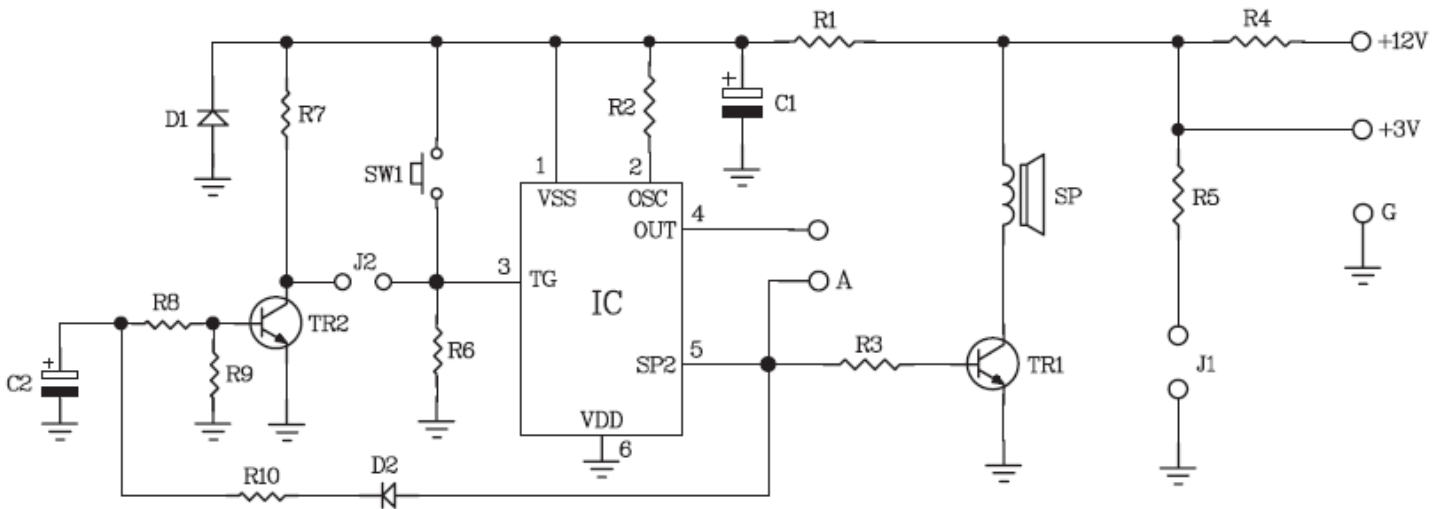 R1
R4
+12V
D1
R7
R2
+
C1
+3V
SW1
1
2
VSS
OSC
4
SP
R5
G
OUT
J2
3
TG
A
IC
R8
TR2
R6
R3
+
C2
R9
SP2
5
TR1
J1
VDD
6
R10
D2